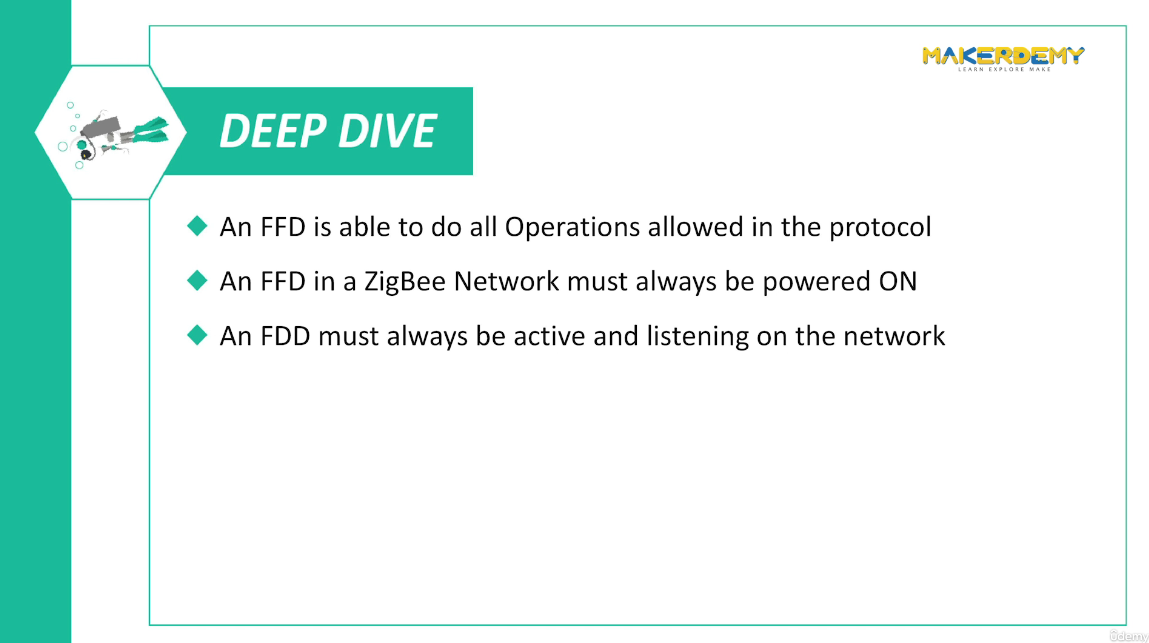 MAKERDEMY
LEARN EXPLORE MAKE
DEEP DIVE
An FFD is able to do all Operations allowed in the protocol
An FFD in a ZigBee Network must always be powered ON
An FDD must always be active and listening on the network
ûdemy